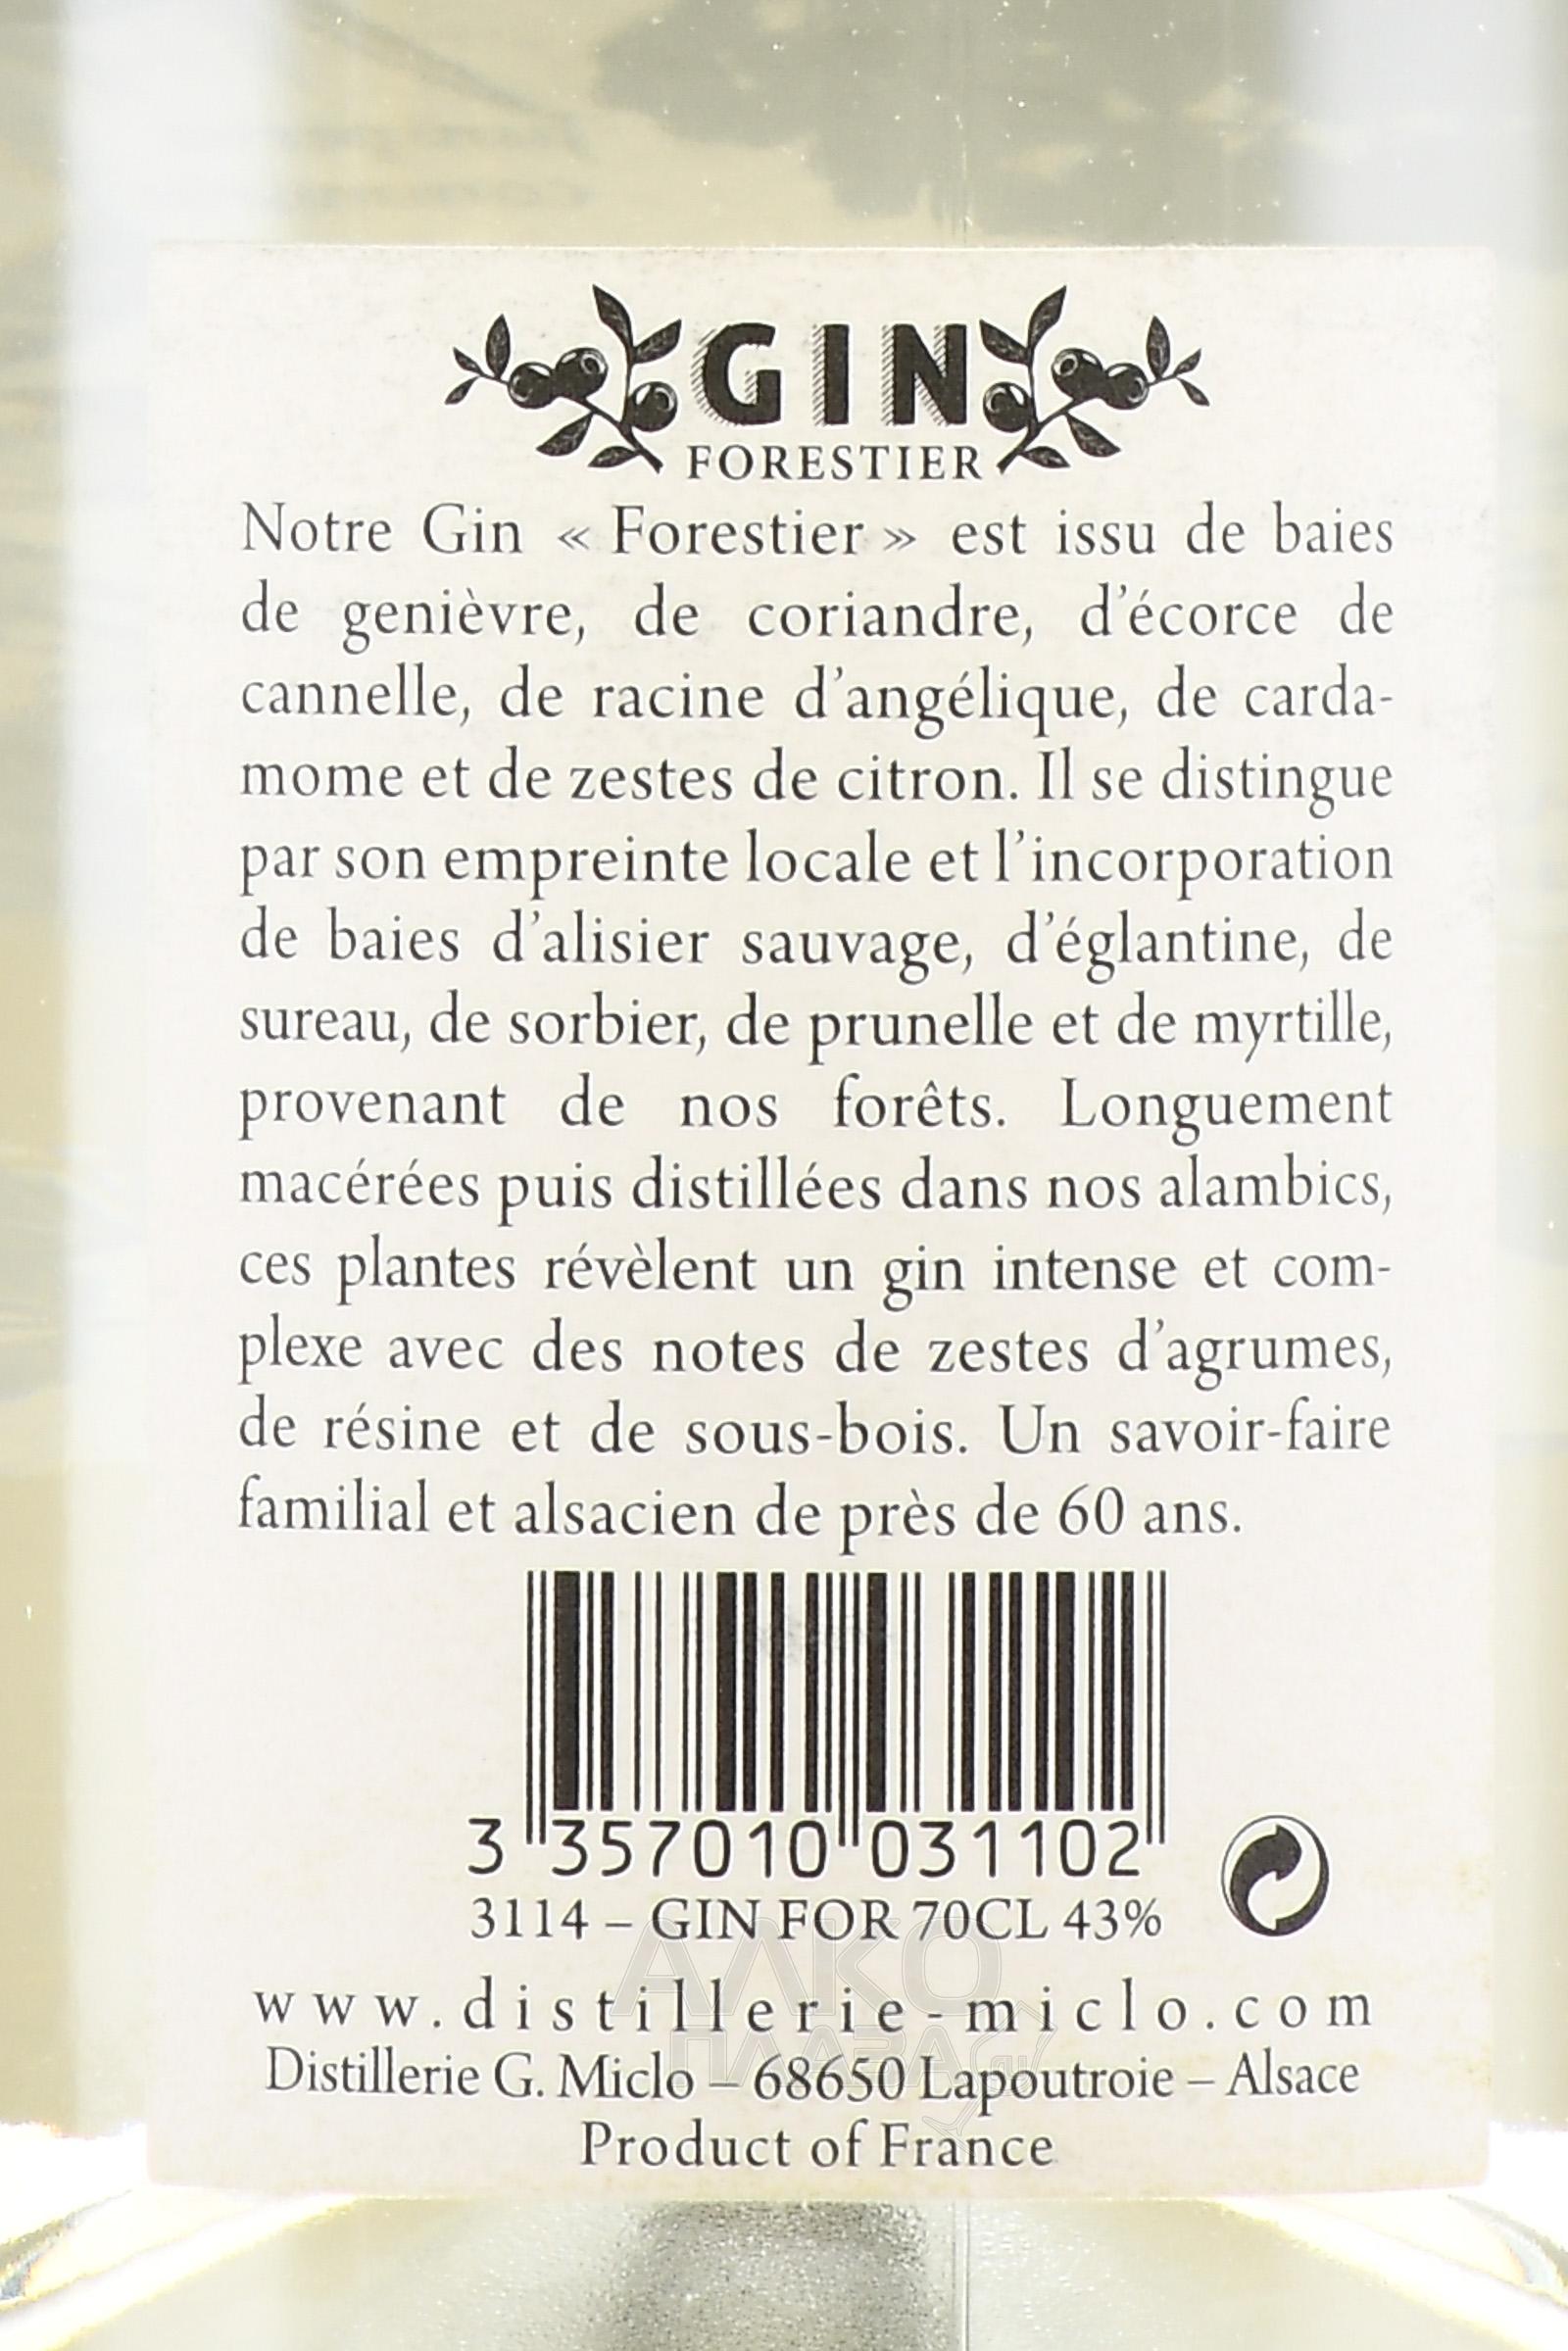 GIN
FORESTIER
Notre Gin « Forestier » est issu de baies
de genièvre, de coriandre, d'écorce de
cannelle, de racine d'angélique, de carda-
mome et de zestes de citron. Il se distingue
par son empreinte locale et l'incorporation
de baies d'alisier sauvage, d'églantine, de
sureau, de sorbier, de prunelle et de myrtille,
provenant de nos forêts. Longuement
macérées puis distillées dans nos alambics,
ces plantes révèlent un gin intense et com-
plexe avec des notes de zestes d'agrumes,
de résine et de sous-bois. Un savoir-faire
familial et alsacien de près de 60 ans.
3 357010 031102
3114 – GIN FOR 70CL 43%
www.distillerie-miclo.com
Distillerie G. Miclo – 68650 Lapoutroie – Alsace
Product of France